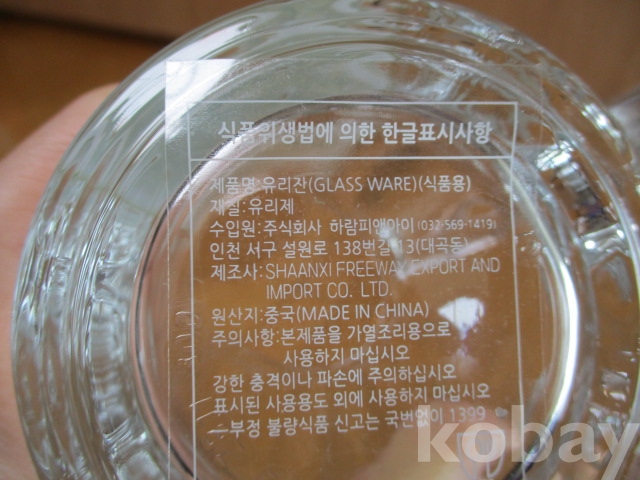 식품위생법에 의한 한글표시사항
제품명:유리잔(GLASS WARE)(식품용)
재질:유리제
수입원:주식회사 하람피앤아이(032-569-1419)
인천 서구 설원로 138번길 13(대곡동)
제조사:SHAANXI FREEWAY EXPORT AND
IMPORT CO. LTD.
원산지:중국(MADE IN CHINA)
주의사항:본제품을 가열조리용으로
사용하지 마십시오
강한 충격이나 파손에 주의하십시오
표시된 사용용도 외에 사용하지 마십시오
—부정 불량식품 신고는 국번없이 1399
kobay